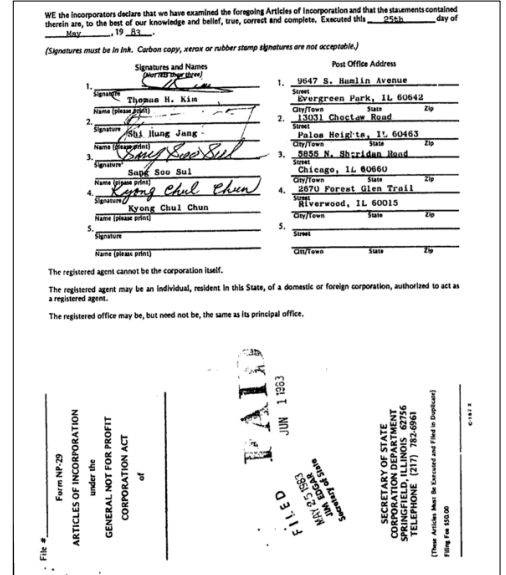 WE the incorporators declare that we have examined the foregoing Articles of Incorporation and that the statements contained
therein are, to the best of our knowledge and belief, true, correct and complete. Executed this 25th day of
May, 19 83.
(Signatures must be in ink. Carbon copy, xerox or rubber stamp signatures are not acceptable.)
Signatures and Names
(Not less than three)
Post Office Address
1.
Signature
Thomas H. Kim
Name (please print)
2.
Signature
Shi Hung Jang
Name (please print)
3. Sang Soo Sul
Signature
Sang Soo Sul
Name (please print)
4. Kyong Chul Chun
Signature
Kyong Chul Chun
Name (please print)
5.
Signature
Name (please print)
1. 9647 S. Hamlin Avenue
Street
Evergreen Park, IL 60642
City/Town State Zip
2. 13031 Choctaw Road
Street
Palos Heights, IL 60463
City/Town State Zip
3. 5855 N. Sheridan Road
Street
Chicago, IL 60660
City/Town State Zip
4. 2670 Forest Glen Trail
Street
Riverwood, IL 60015
City/Town State Zip
5.
Street
City/Town State Zip
The registered agent cannot be the corporation itself.
The registered agent may be an individual, resident in this State, of a domestic or foreign corporation, authorized to act as
a registered agent.
The registered office may be, but need not be, the same as its principal office.
File #
Form NP-29
ARTICLES OF INCORPORATION
under the
GENERAL NOT FOR PROFIT
CORPORATION ACT
of
PAID
JUN 1 1983
FILED
MAY 25 1983
JIM EDGAR
Secretary of State
SECRETARY OF STATE
CORPORATION DEPARTMENT
SPRINGFIELD, ILLINOIS 62756
TELEPHONE (217) 782-6961
(These Articles Must Be Executed and Filed in Duplicate)
Filing Fee $50.00